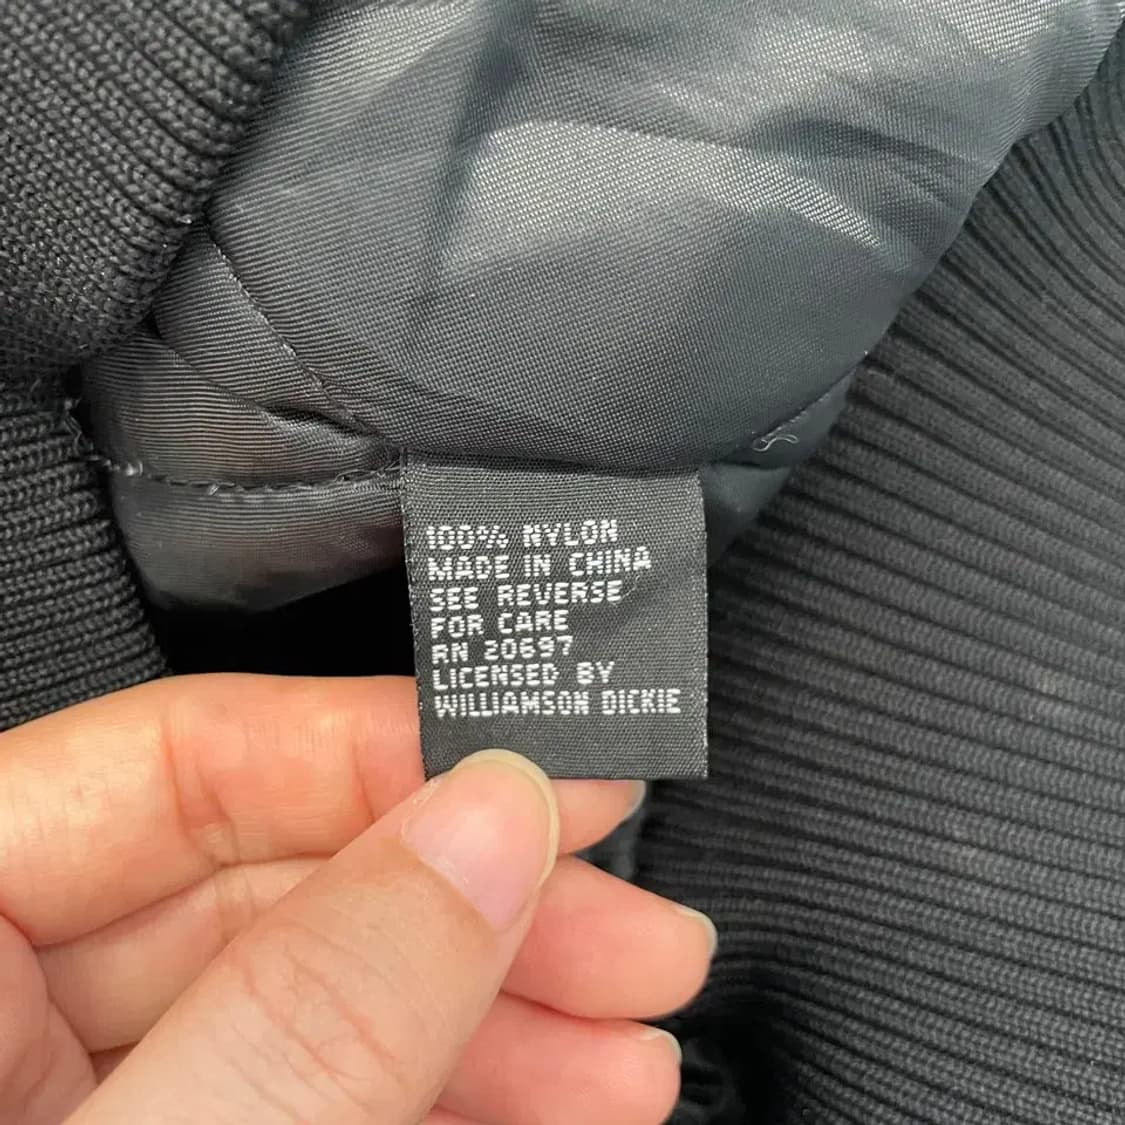 100% NYLON
MADE IN CHINA
SEE REVERSE
FOR CARE
RN 20697
LICENSED BY
WILLIAMSON DICKIE